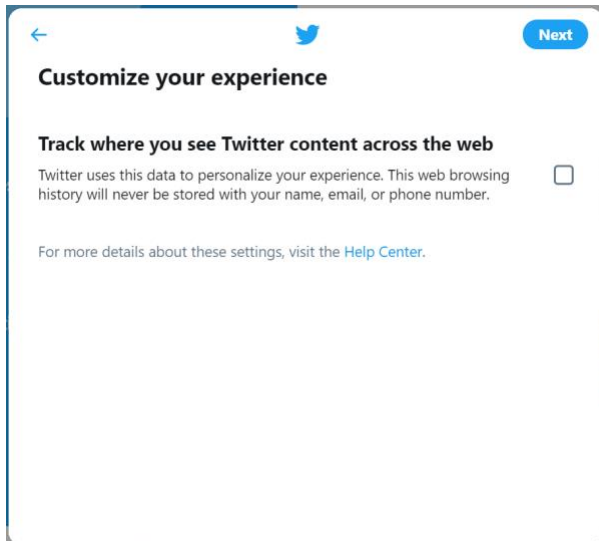 Next
Customize your experience
Track where you see Twitter content across the web
Twitter uses this data to personalize your experience. This web browsing
history will never be stored with your name, email, or phone number.
For more details about these settings, visit the Help Center.